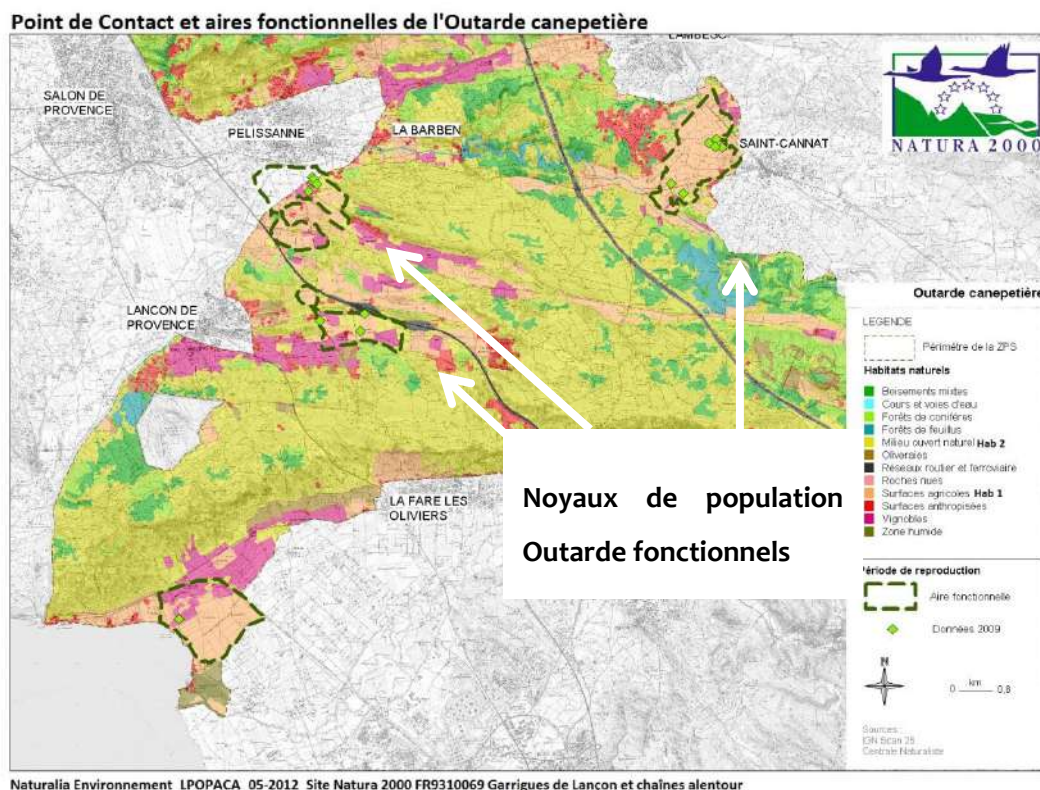 Point de Contact et aires fonctionnelles de l'Outarde canepetière
LAMBESC
SALON DE
PROVENCE
PELISSANNE
LA BARBEN
SAINT-CANNAT
NATURA 2000
LANCON DE
PROVENCE
LA FARE LES
OLIVIERS
Noyaux de population
Outarde fonctionnels
Outarde canepetière
LEGENDE
Périmètre de la ZPS
Habitats naturels
Boisements mixtes
Cours et voies d'eau
Forêts de conifères
Forêts de feuillus
Milieu ouvert naturel Hab 2
Oliveraies
Réseaux routier et ferroviaire
Roches nues
Surfaces agricoles Hab 1
Surfaces anthropisées
Vignobles
Zone humide
Période de reproduction
Aire fonctionnelle
Données 2009
N
km
0 0,8
Sources :
IGN Scan 25
Centrale Naturaliste
Naturalia Environnement LPOPACA 05-2012 Site Natura 2000 FR9310069 Garrigues de Lançon et chaînes alentour